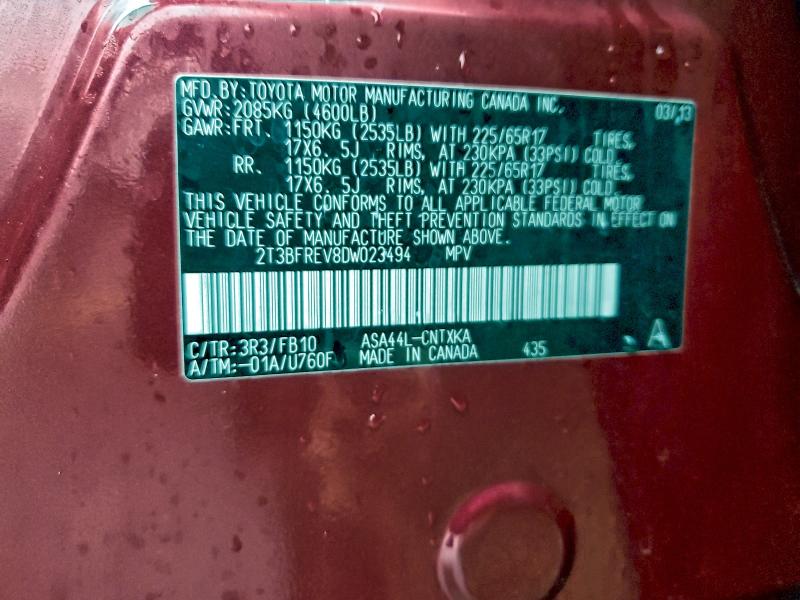 MFD. BY: TOYOTA MOTOR MANUFACTURING CANADA INC. 03/13
GVWR: 2085KG (4600LB)
GAWR: FRT. 1150KG (2535LB) WITH 225/65R17 TIRES,
17X6.5J RIMS, AT 230KPA (33PSI) COLD
RR. 1150KG (2535LB) WITH 225/65R17 TIRES,
17X6.5J RIMS, AT 230KPA (33PSI) COLD
THIS VEHICLE CONFORMS TO ALL APPLICABLE FEDERAL MOTOR
VEHICLE SAFETY AND THEFT PREVENTION STANDARDS IN EFFECT ON
THE DATE OF MANUFACTURE SHOWN ABOVE.
2T3BFREV8DW023494 MPV
C/TR: 3R3/FB10 ASA44L-CNTXKA
A/TM: -01A/U760F MADE IN CANADA 435 A